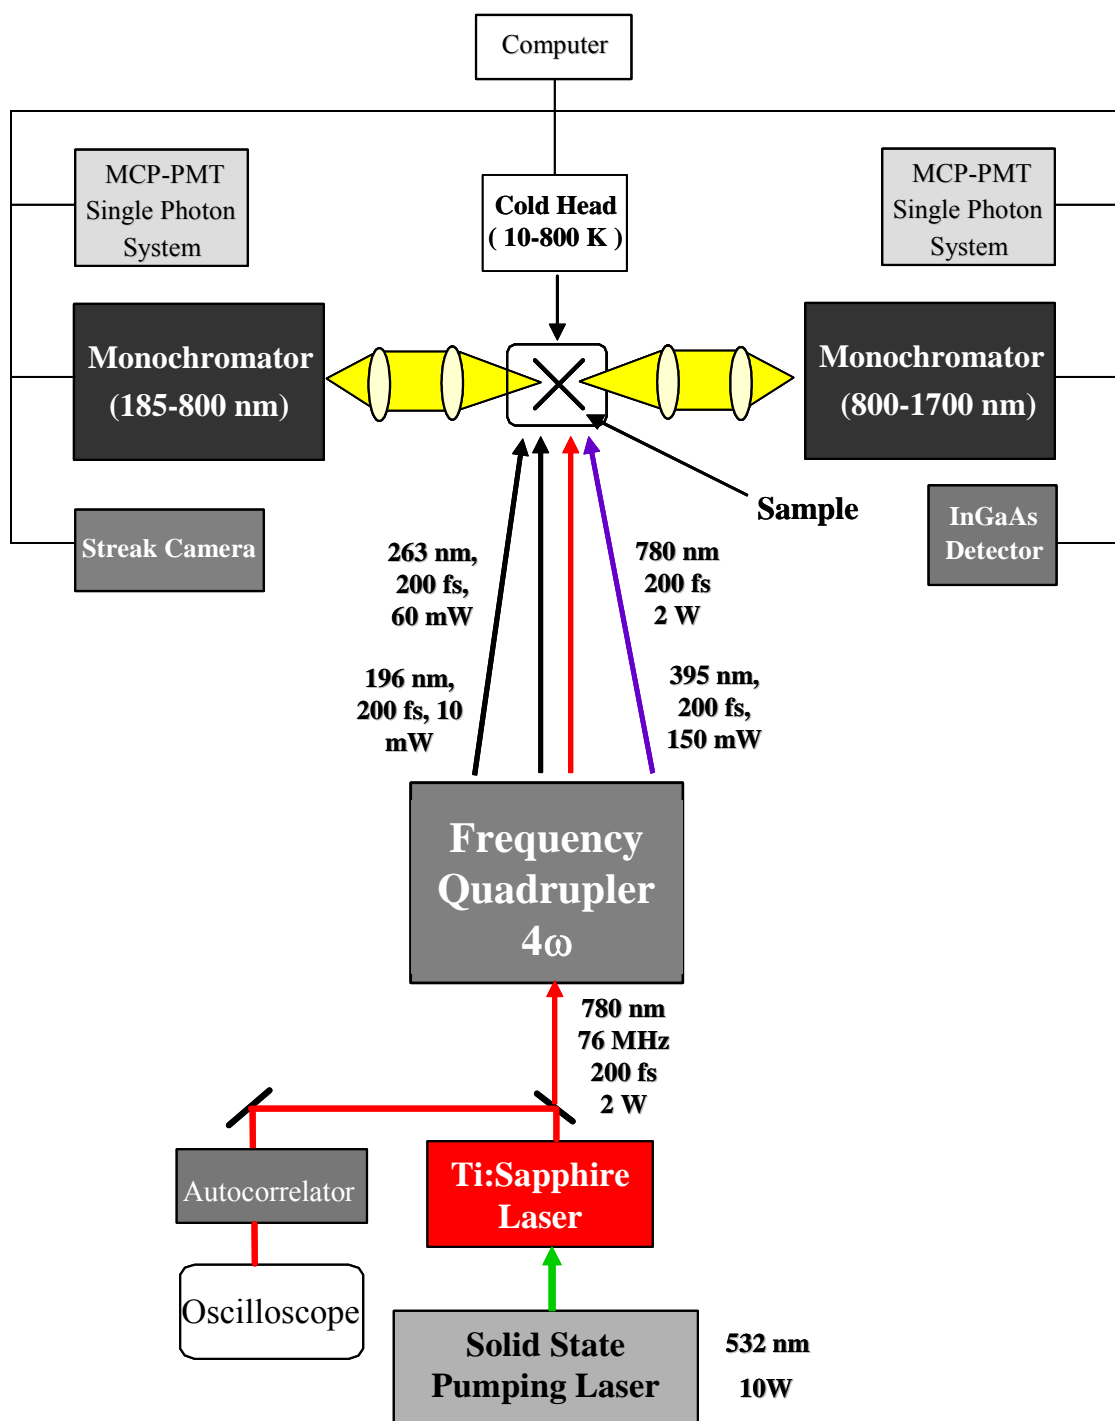 Computer
MCP-PMT
Single Photon
System
Cold Head
( 10-800 K )
MCP-PMT
Single Photon
System
Monochromator
(185-800 nm)
Monochromator
(800-1700 nm)
Sample
Streak Camera
InGaAs
Detector
263 nm,
200 fs,
60 mW
780 nm
200 fs
2 W
196 nm,
200 fs, 10
mW
395 nm,
200 fs,
150 mW
Frequency
Quadrupler
4ω
780 nm
76 MHz
200 fs
2 W
Autocorrelator
Ti:Sapphire
Laser
Oscilloscope
Solid State
Pumping Laser
532 nm
10W